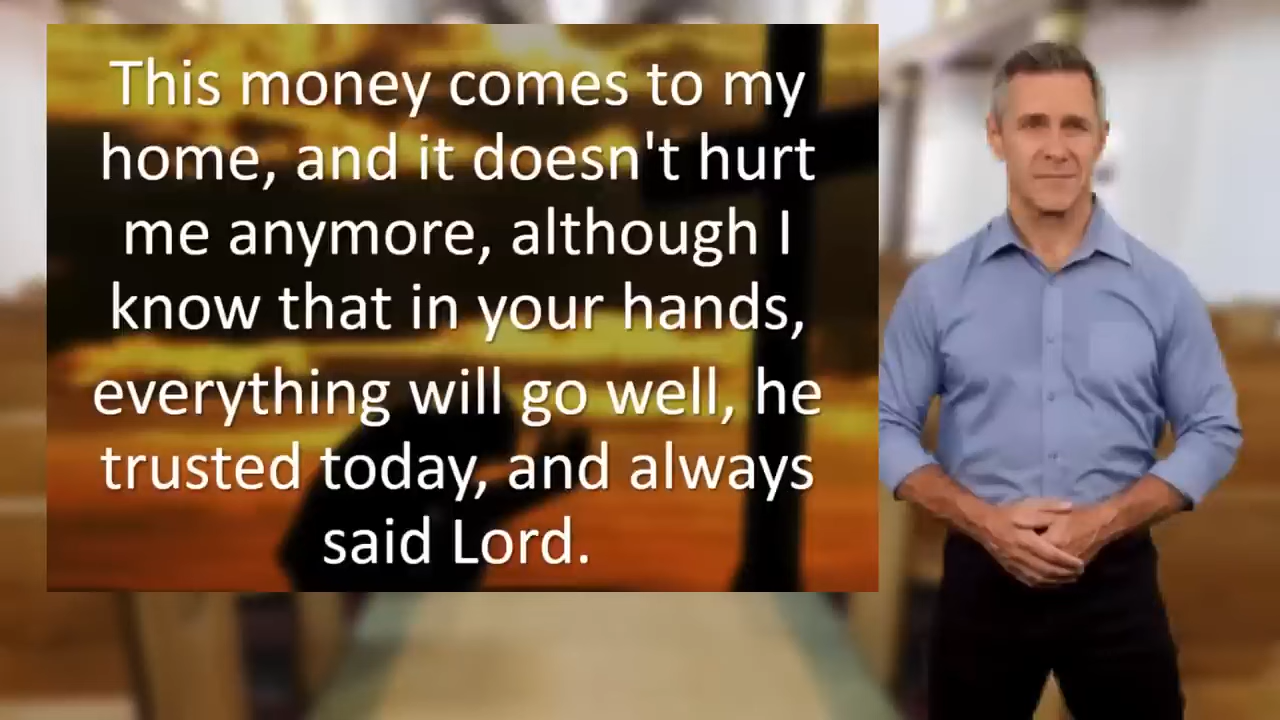 This money comes to my
home, and it doesn't hurt
me anymore, although I
know that in your hands,
everything will go well, he
trusted today, and always
said Lord.